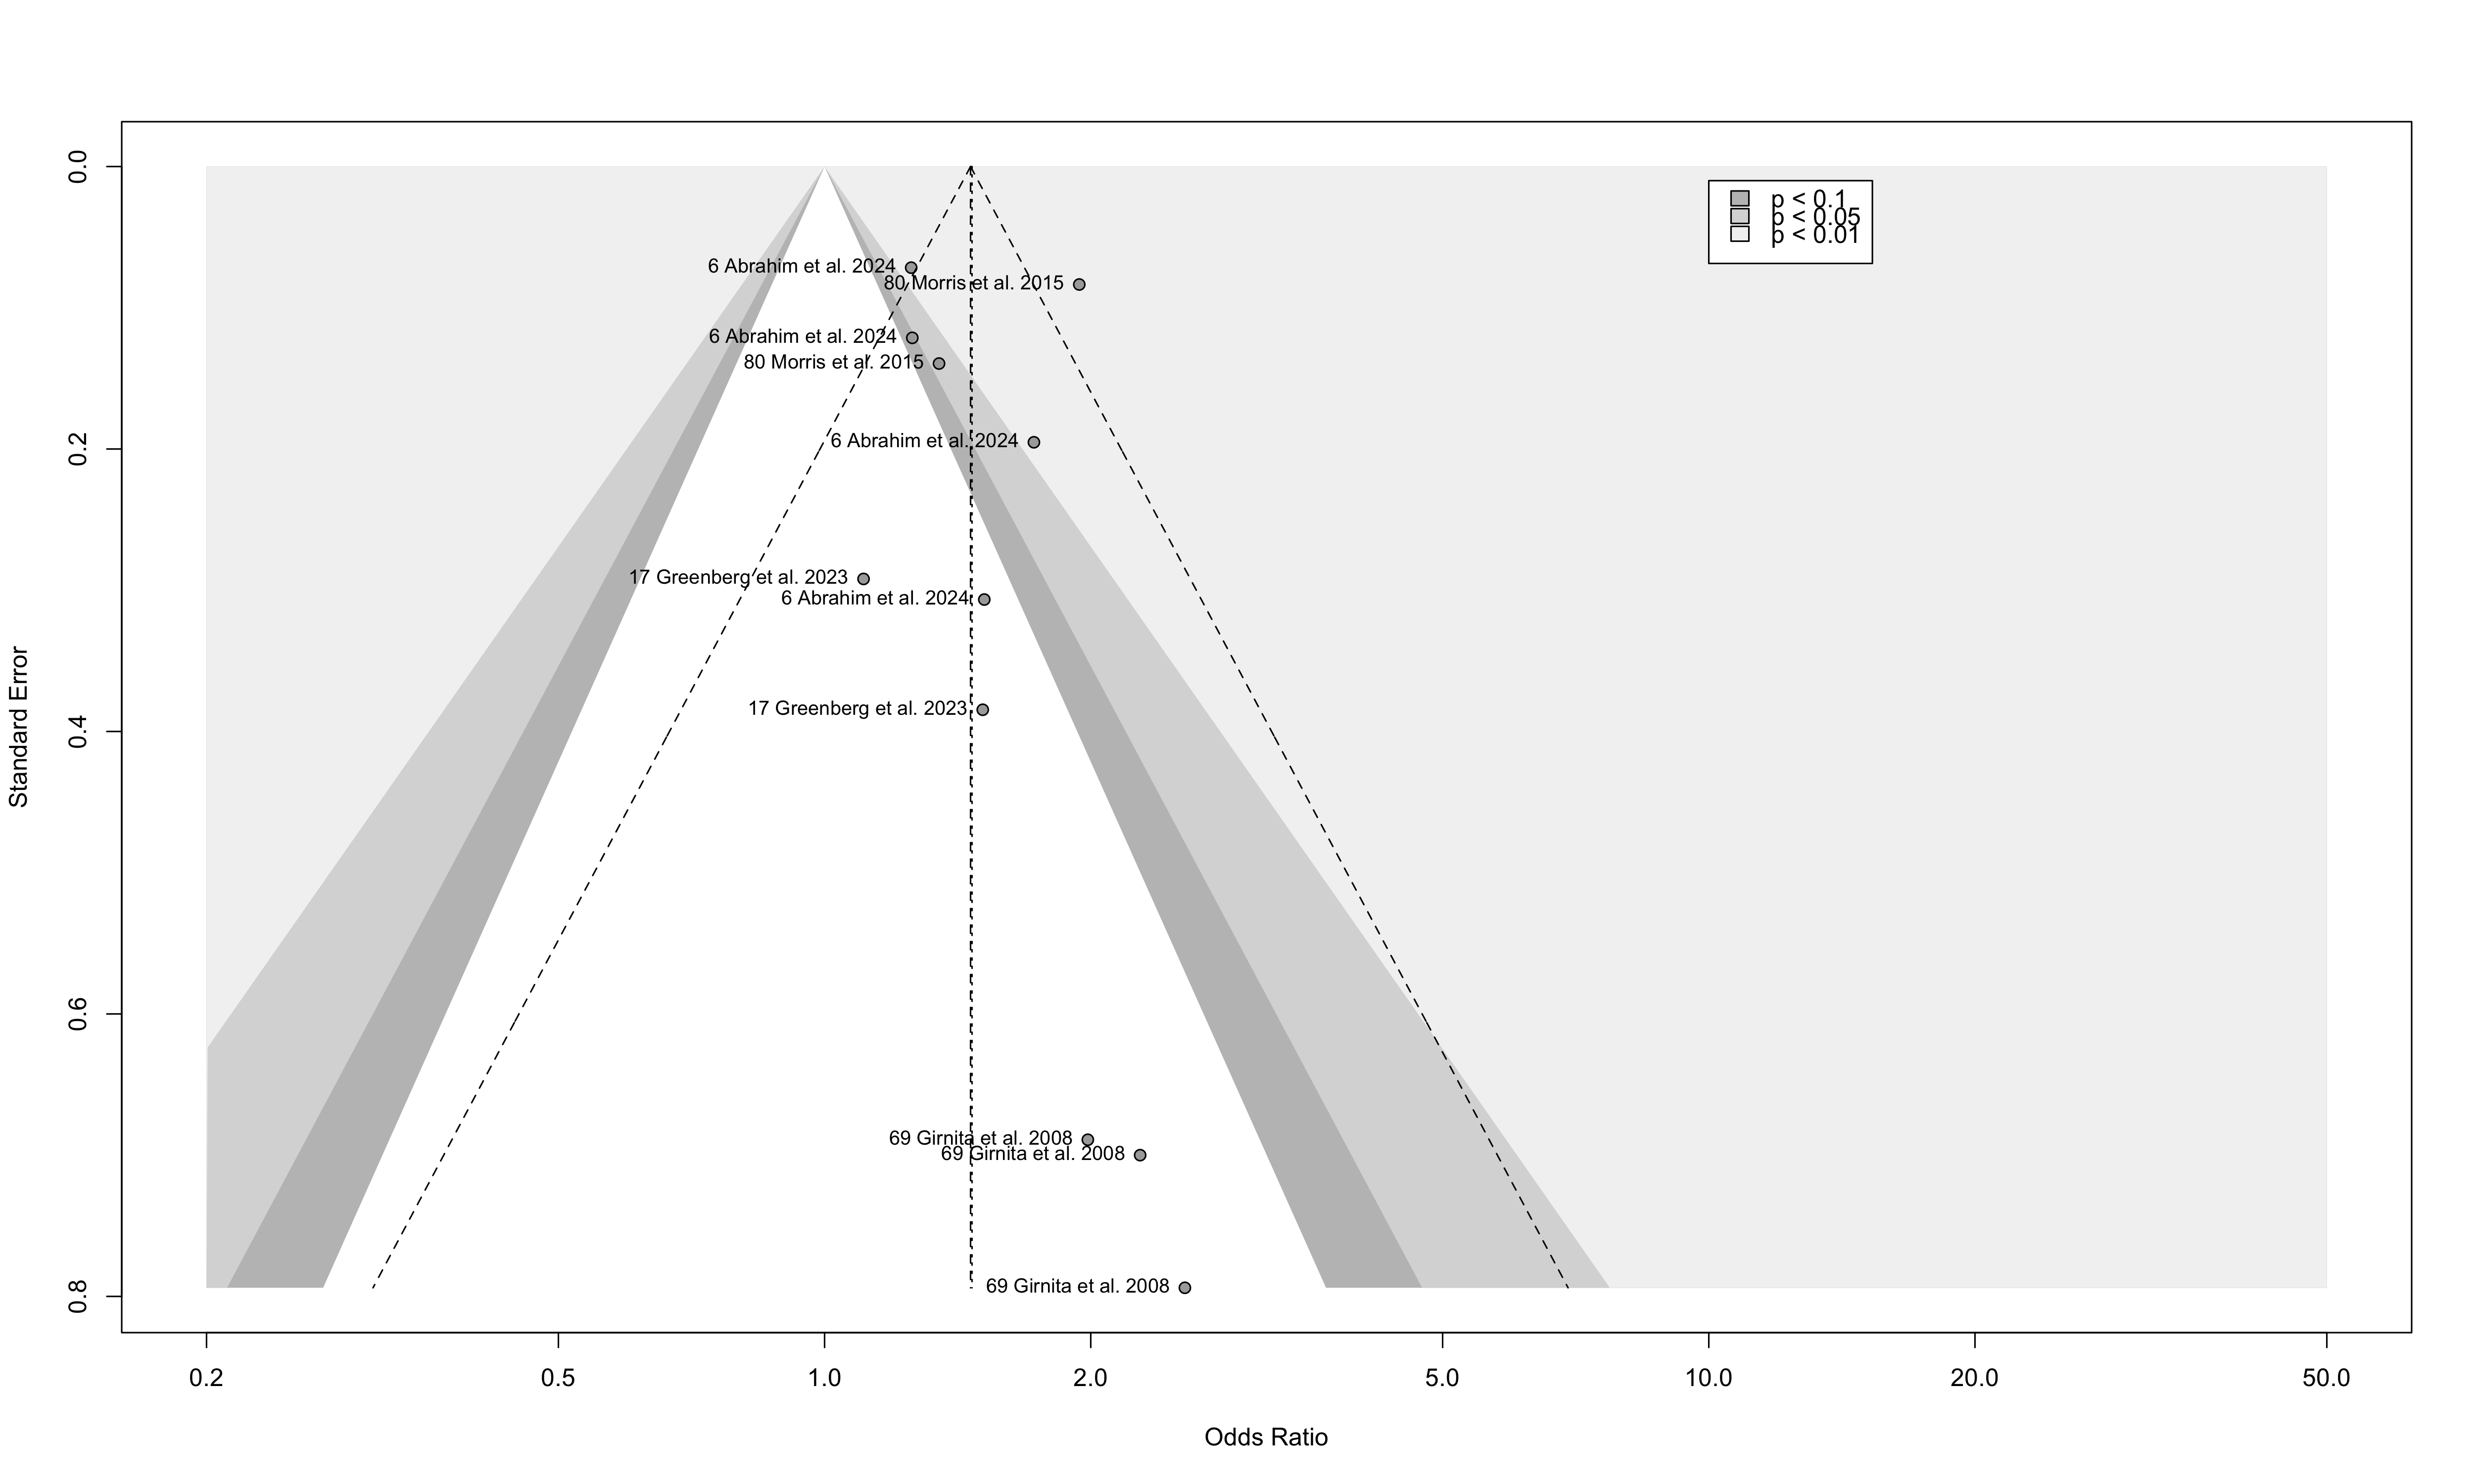 0.0
p < 0.1
p < 0.05
p < 0.01
6 Abrahim et al. 2024
80 Morris et al. 2015
6 Abrahim et al. 2024
80 Morris et al. 2015
0.2
6 Abrahim et al. 2024
17 Greenberg et al. 2023
6 Abrahim et al. 2024
17 Greenberg et al. 2023
Standard Error
0.4
0.6
69 Girnita et al. 2008
69 Girnita et al. 2008
69 Girnita et al. 2008
0.8
0.2 0.5 1.0 2.0 5.0 10.0 20.0 50.0
Odds Ratio